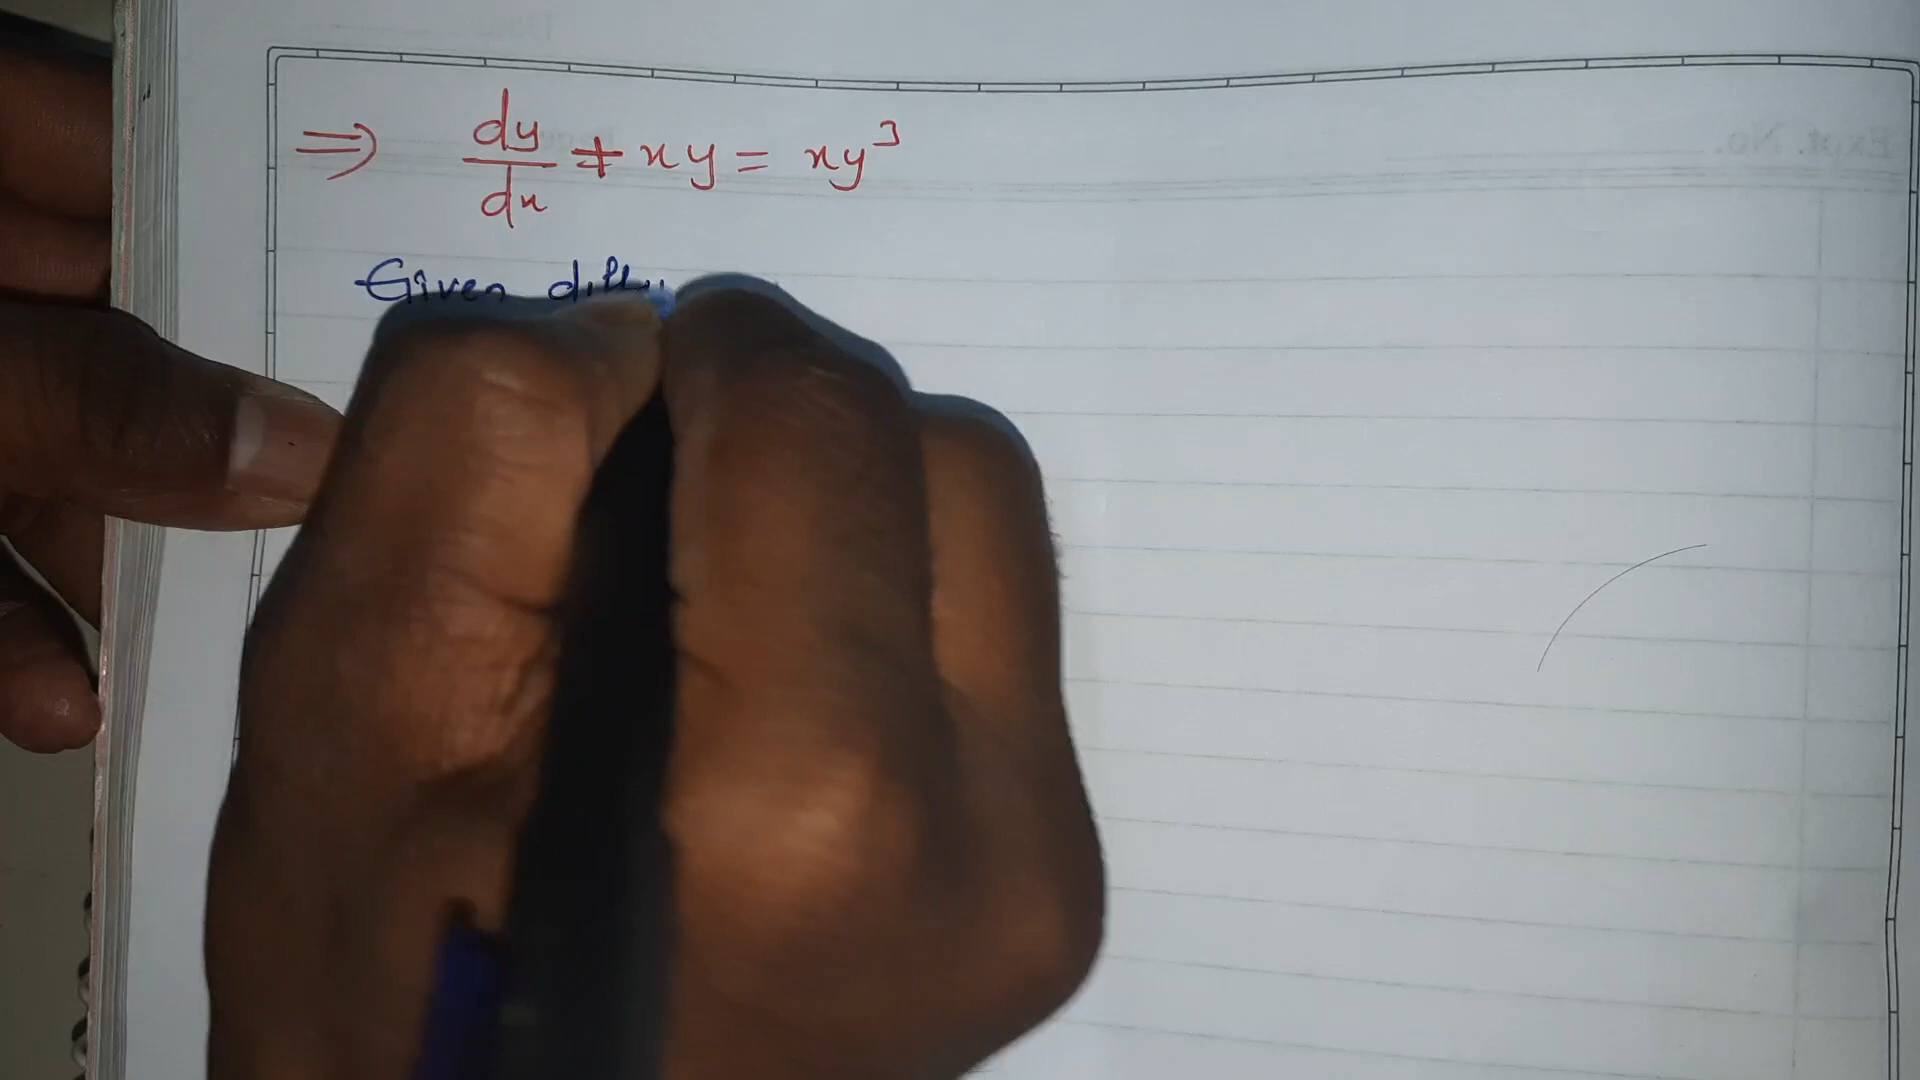 ⇒ dy/dx + xy = xy³
Given